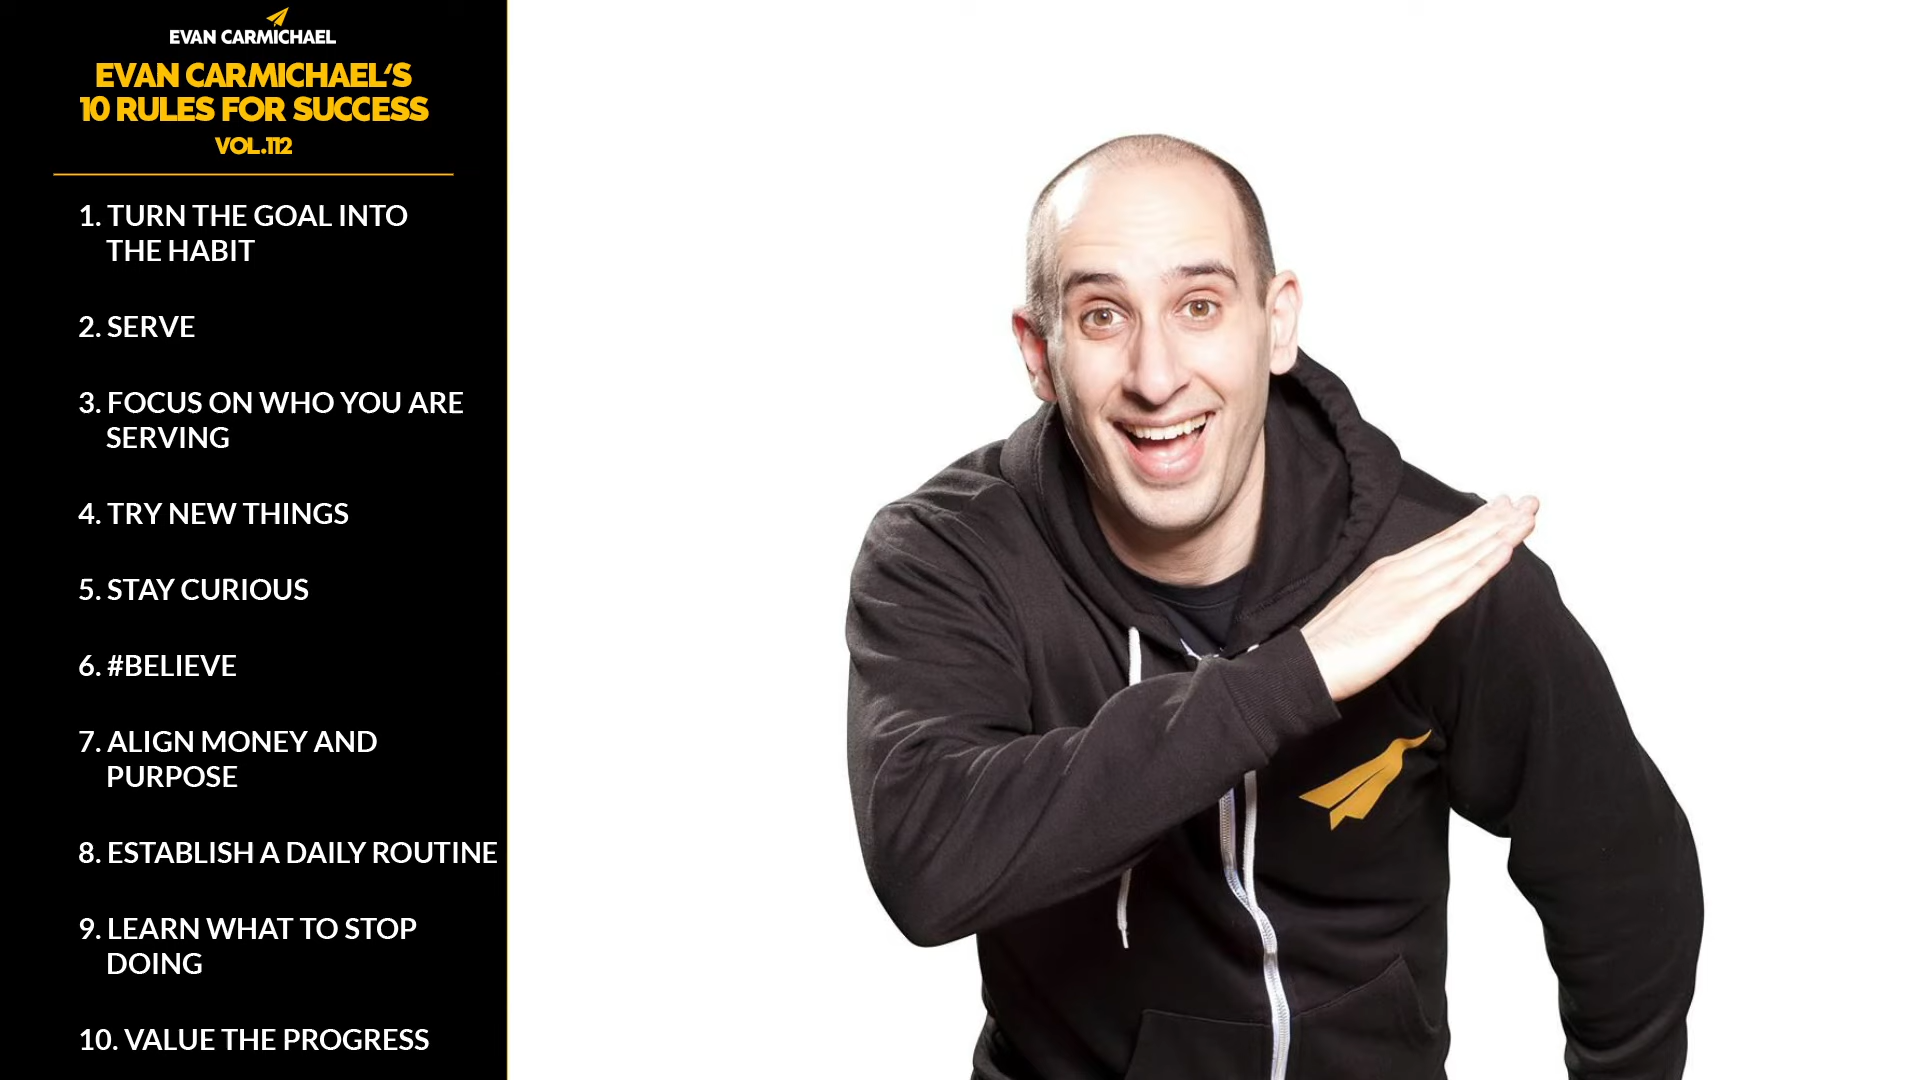 EVAN CARMICHAEL
EVAN CARMICHAEL'S
10 RULES FOR SUCCESS
VOL.112
1. TURN THE GOAL INTO
THE HABIT
2. SERVE
3. FOCUS ON WHO YOU ARE
SERVING
4. TRY NEW THINGS
5. STAY CURIOUS
6. #BELIEVE
7. ALIGN MONEY AND
PURPOSE
8. ESTABLISH A DAILY ROUTINE
9. LEARN WHAT TO STOP
DOING
10. VALUE THE PROGRESS